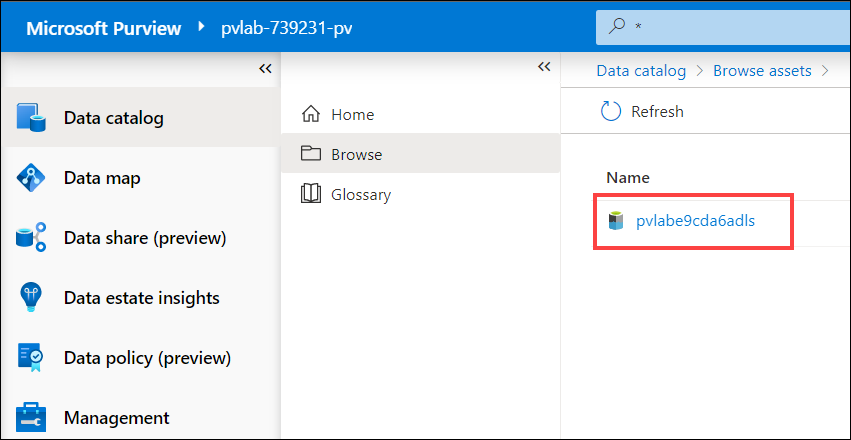 Microsoft Purview pvlab-739231-pv
*
Data catalog
Data map
Data share (preview)
Data estate insights
Data policy (preview)
Management
Home
Browse
Glossary
Data catalog Browse assets
Refresh
Name
pvlabe9cda6adls